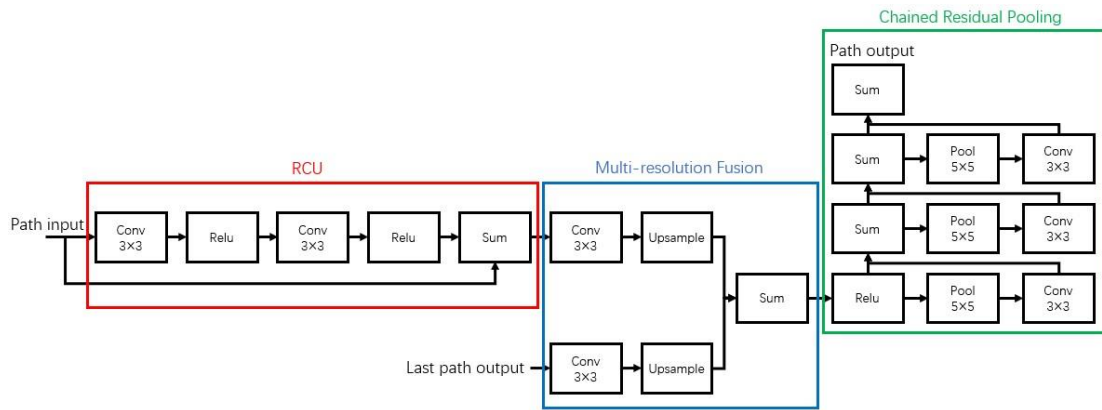 Chained Residual Pooling
Path output
Sum
Sum
Pool
5×5
Conv
3×3
RCU
Multi-resolution Fusion
Path input
Conv
3×3
Relu
Conv
3×3
Relu
Sum
Conv
3×3
Upsample
Sum
Pool
5×5
Conv
3×3
Sum
Relu
Pool
5×5
Conv
3×3
Last path output
Conv
3×3
Upsample